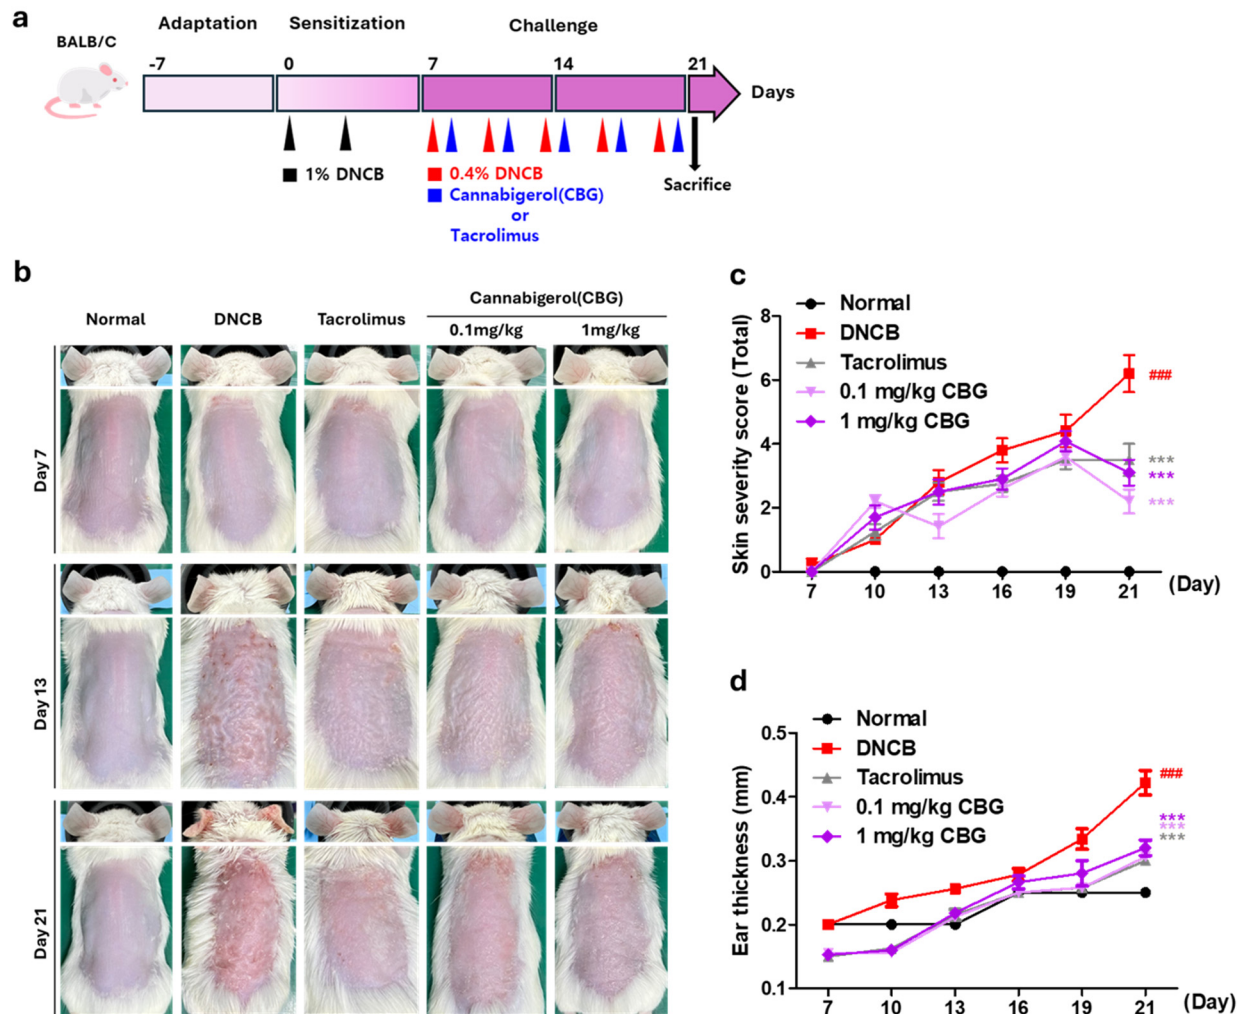 a
Adaptation Sensitization Challenge
BALB/C
-7 0 7 14 21
Days
1% DNCB
0.4% DNCB
Cannabigerol(CBG)
or
Tacrolimus
Sacrifice
b
Cannabigerol(CBG)
Normal DNCB Tacrolimus
0.1mg/kg 1mg/kg
Day 7
Day 13
Day 21
c
Normal
DNCB
Tacrolimus
0.1 mg/kg CBG
1 mg/kg CBG
Skin severity score (Total)
8
6
4
2
0
###
***
***
***
7 10 13 16 19 21 (Day)
d
Normal
DNCB
Tacrolimus
0.1 mg/kg CBG
1 mg/kg CBG
Ear thickness (mm)
0.5
0.4
0.3
0.2
0.1
###
***
***
***
7 10 13 16 19 21 (Day)